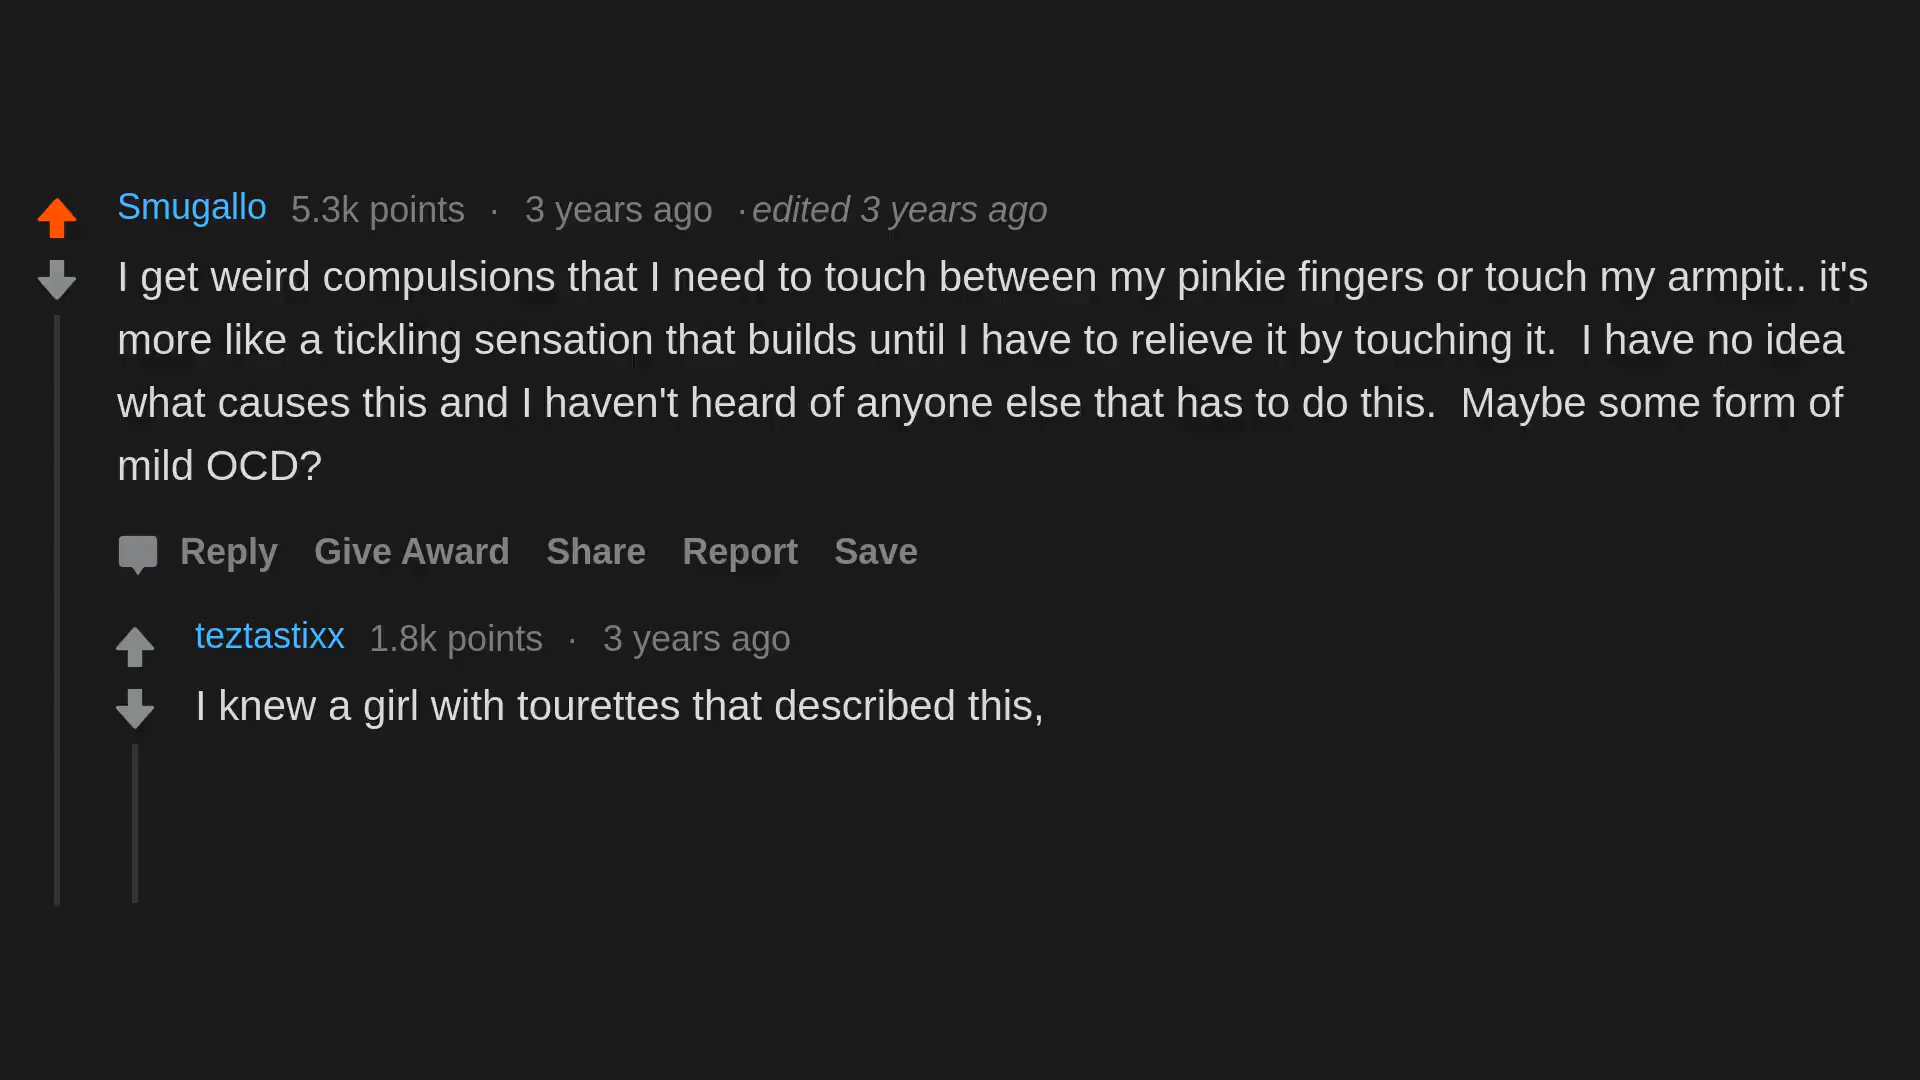 Smugallo 5.3k points · 3 years ago · edited 3 years ago
I get weird compulsions that I need to touch between my pinkie fingers or touch my armpit.. it's
more like a tickling sensation that builds until I have to relieve it by touching it.  I have no idea
what causes this and I haven't heard of anyone else that has to do this.  Maybe some form of
mild OCD?
Reply Give Award Share Report Save
teztastixx 1.8k points · 3 years ago
I knew a girl with tourettes that described this,